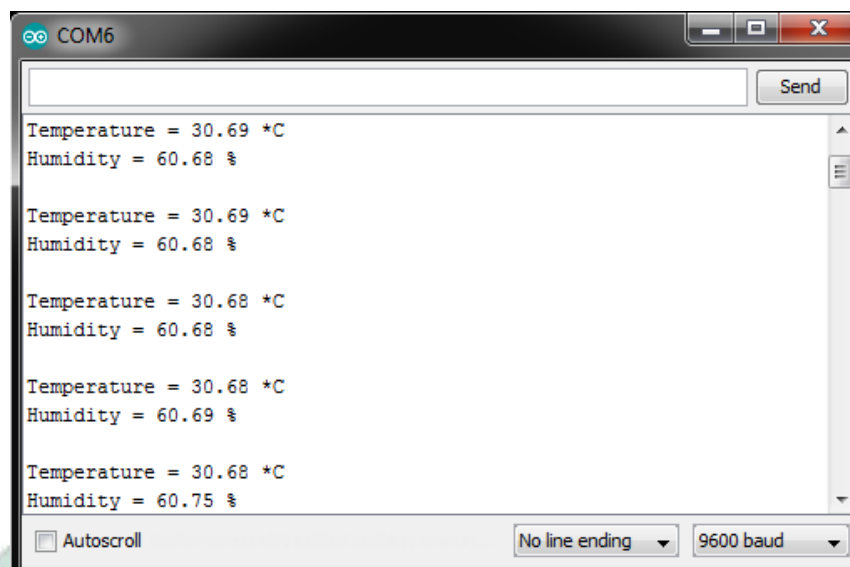 COM6
Send
Temperature = 30.69 *C
Humidity = 60.68 %
Temperature = 30.69 *C
Humidity = 60.68 %
Temperature = 30.68 *C
Humidity = 60.68 %
Temperature = 30.68 *C
Humidity = 60.69 %
Temperature = 30.68 *C
Humidity = 60.75 %
Autoscroll
No line ending
9600 baud